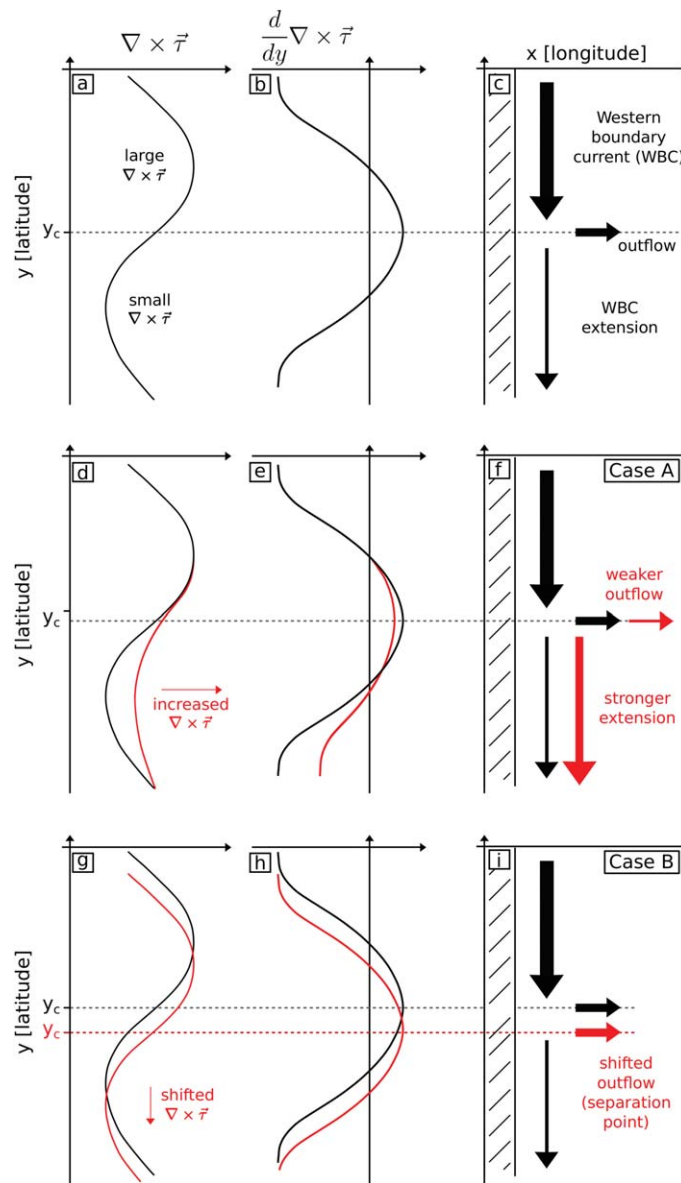 ∇ × τ⃗
d/dy ∇ × τ⃗
x [longitude]
a
b
c
large
∇ × τ⃗
Western
boundary
current (WBC)
y [latitude]
y_c
outflow
small
∇ × τ⃗
WBC
extension
d
e
f
Case A
y [latitude]
y_c
weaker
outflow
increased
∇ × τ⃗
stronger
extension
g
h
i
Case B
y [latitude]
y_c
y_c
shifted
∇ × τ⃗
shifted
outflow
(separation
point)